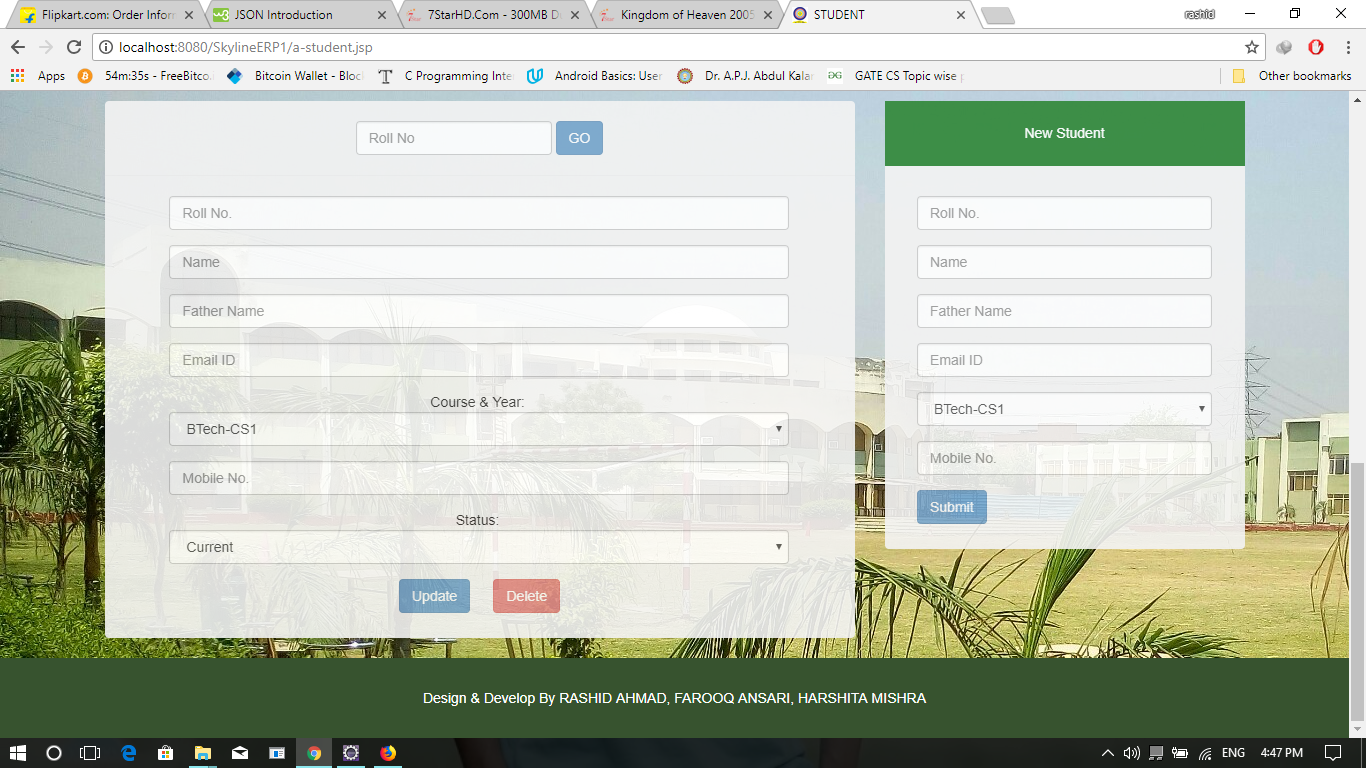 Flipkart.com: Order Inform
JSON Introduction
7StarHD.Com - 300MB D
Kingdom of Heaven 2005
STUDENT
rashid
localhost:8080/SkylineERP1/a-student.jsp
Apps
54m:35s - FreeBitco.
Bitcoin Wallet - Bloc
C Programming Inte
Android Basics: User
Dr. A.P.J. Abdul Kala
GATE CS Topic wise
Other bookmarks
Roll No
GO
Roll No.
Name
Father Name
Email ID
Course & Year:
BTech-CS1
Mobile No.
Status:
Current
Update
Delete
New Student
Roll No.
Name
Father Name
Email ID
BTech-CS1
Mobile No.
Submit
Design & Develop By RASHID AHMAD, FAROOQ ANSARI, HARSHITA MISHRA
ENG
4:47 PM